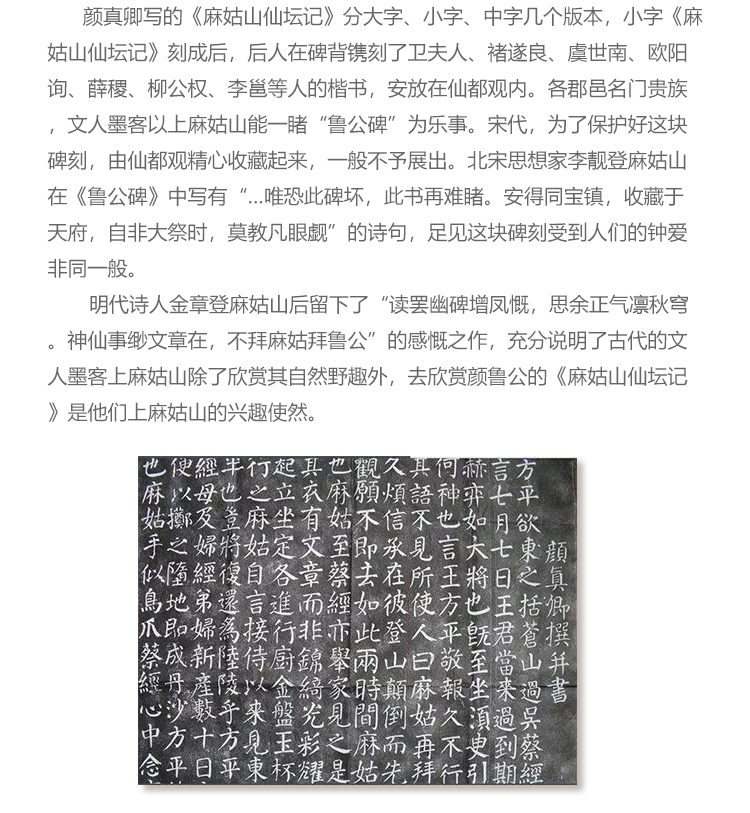 颜真卿写的《麻姑山仙坛记》分大字、小字、中字几个版本，小字《麻
姑山仙坛记》刻成后，后人在碑背镌刻了卫夫人、褚遂良、虞世南、欧阳
询、薛稷、柳公权、李邕等人的楷书，安放在仙都观内。各郡邑名门贵族
，文人墨客以上麻姑山能一睹“鲁公碑”为乐事。宋代，为了保护好这块
碑刻，由仙都观精心收藏起来，一般不予展出。北宋思想家李靓登麻姑山
在《鲁公碑》中写有“...唯恐此碑坏，此书再难睹。安得同宝镇，收藏于
天府，自非大祭时，莫教凡眼觑”的诗句，足见这块碑刻受到人们的钟爱
非同一般。
明代诗人金章登麻姑山后留下了“读罢幽碑增凤慨，思余正气凛秋穹
。神仙事缈文章在，不拜麻姑拜鲁公”的感慨之作，充分说明了古代的文
人墨客上麻姑山除了欣赏其自然野趣外，去欣赏颜鲁公的《麻姑山仙坛记
》是他们上麻姑山的兴趣使然。
顏真卿撰并書
方平欲東之括蒼山過吳蔡經
言七月七日王君當来過到期
赫弈如大將也既至坐須臾引
何神也言王方平敬報久不行
其語不見所使人曰麻姑再拜
久煩信承在彼登山顛倒而先
觀願不即去如此兩時間麻姑
也麻姑至蔡經亦舉家見之是
其衣有文章而非錦綺光彩耀
起立坐定各進行廚金盤玉杯
行之麻姑自言接侍以来見東
半也豈將復還為陸陵乎方平
經母及婦經弟婦新產數十日
便以擲之墮地即成丹沙方平
也麻姑手似鳥爪蔡經心中念